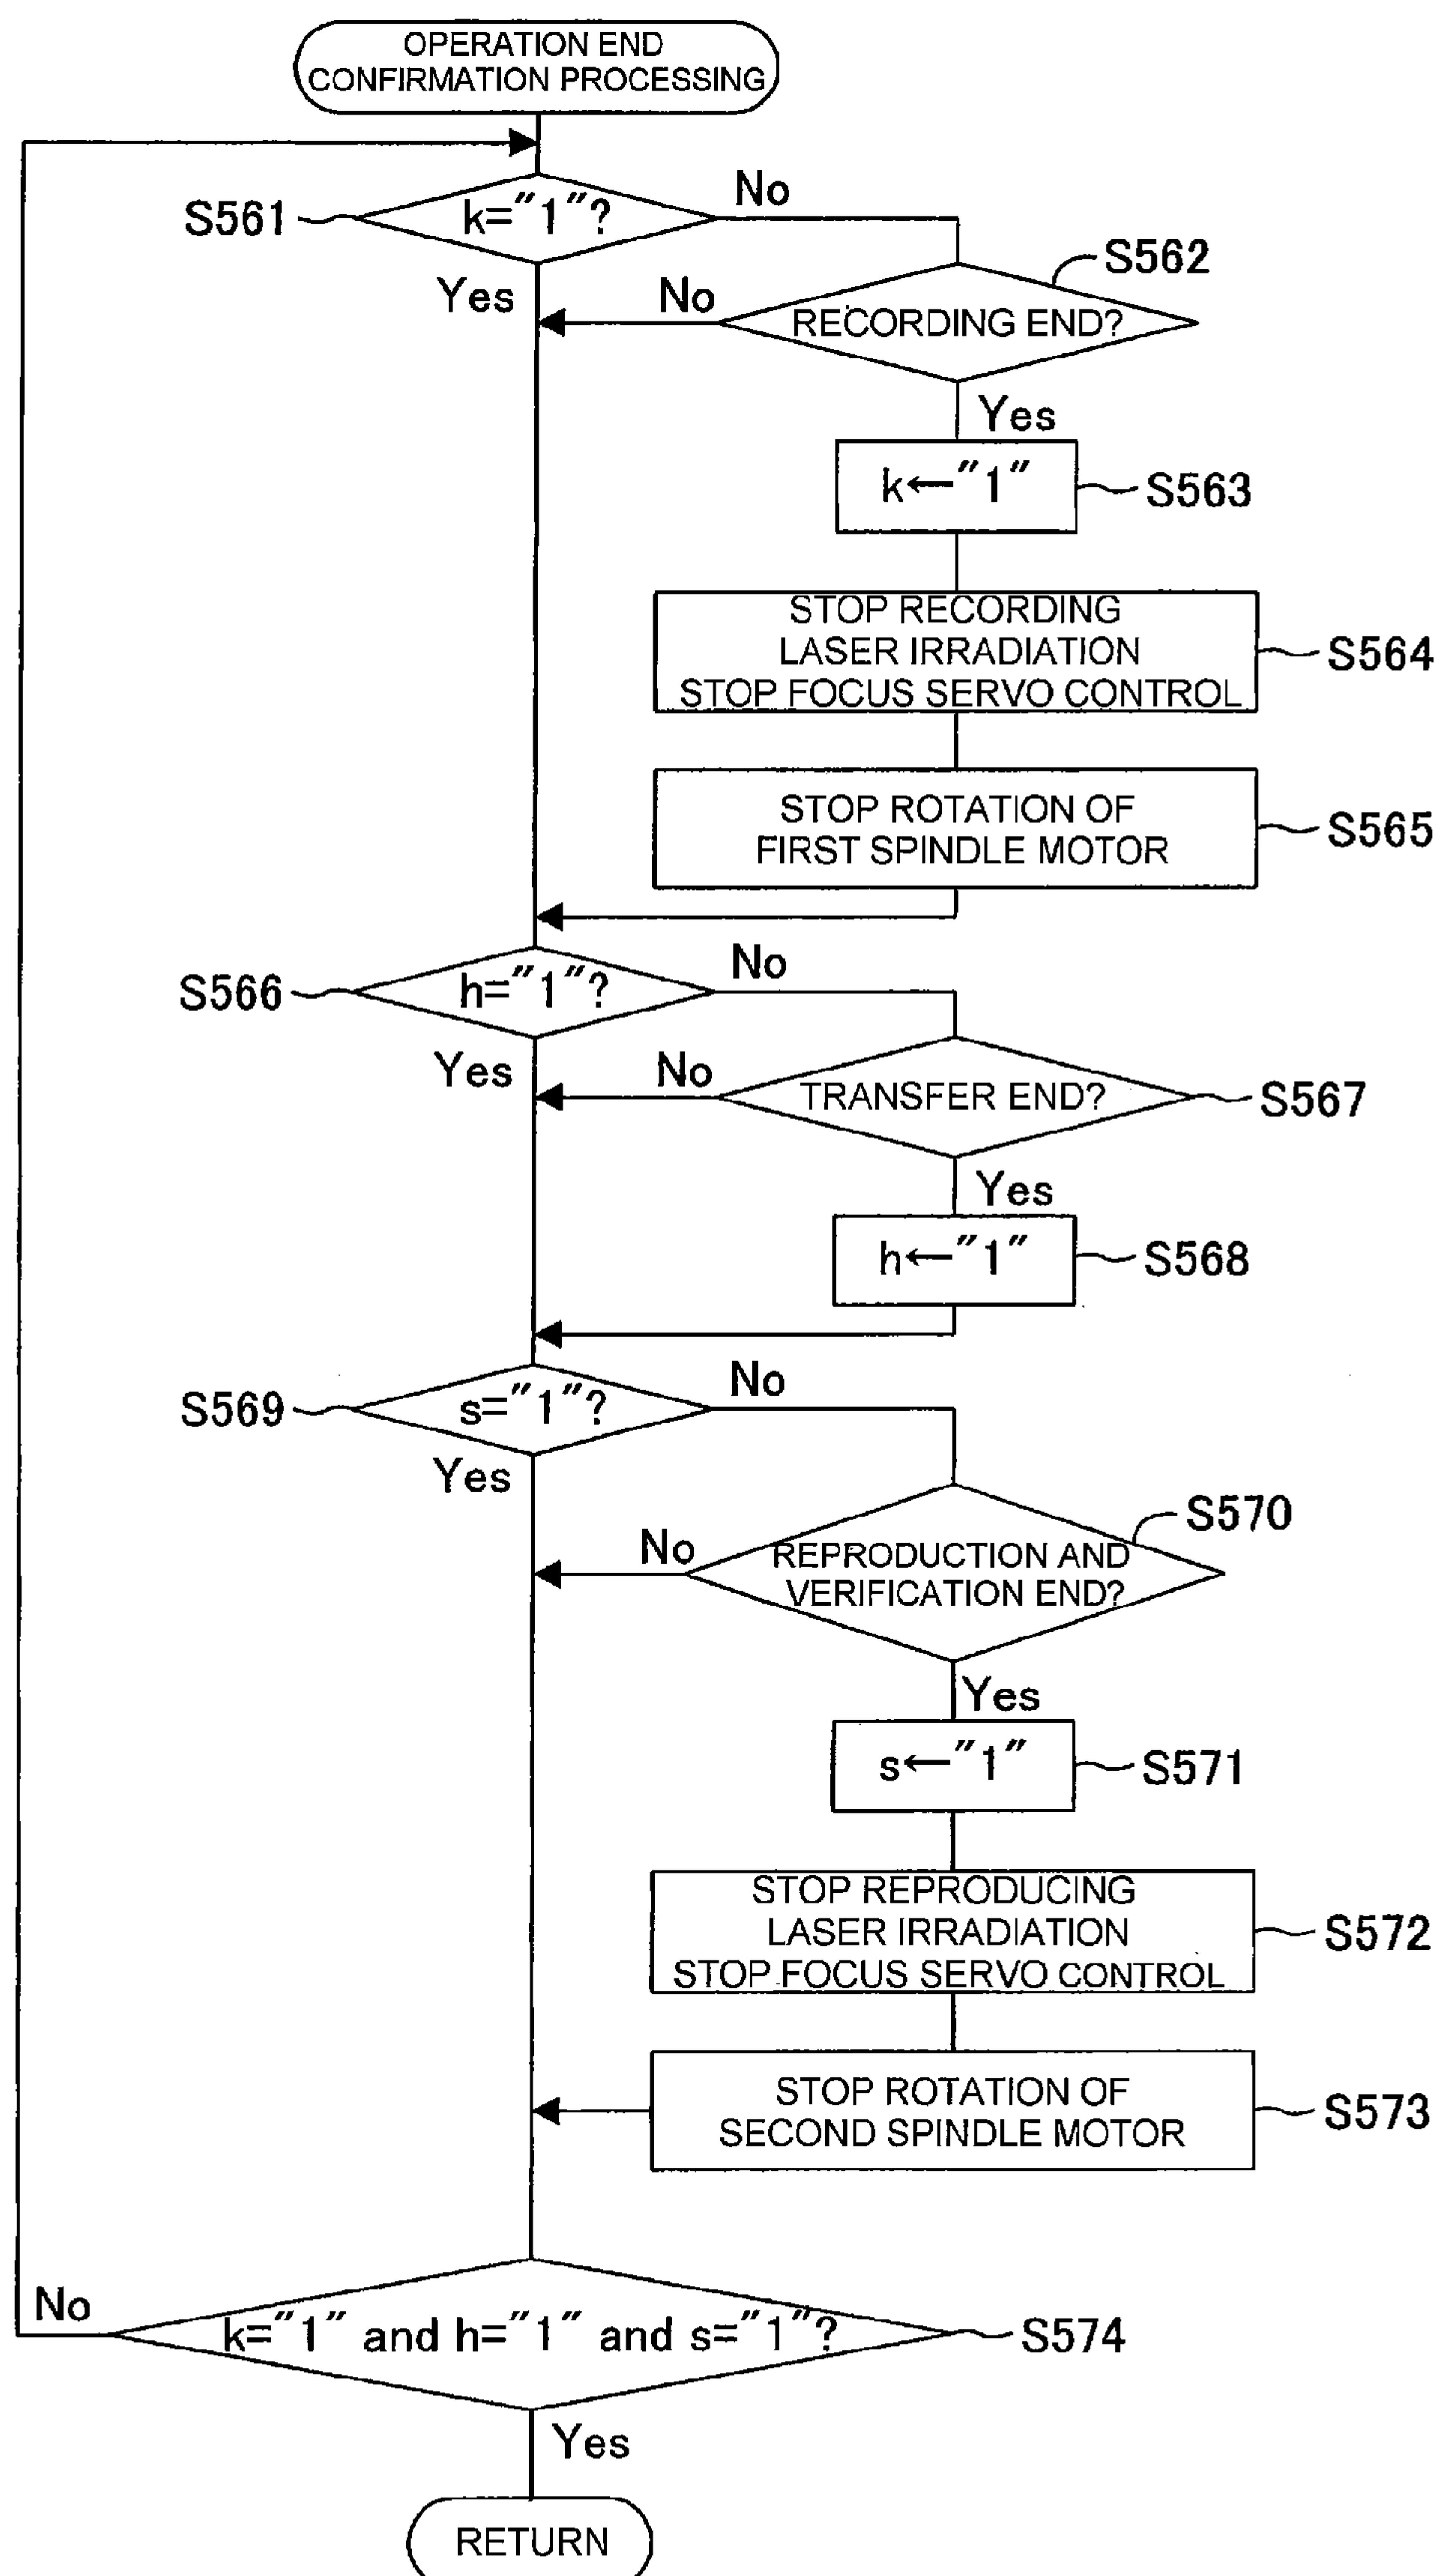 OPERATION END
CONFIRMATION PROCESSING
S561
k="1"?
No
Yes
S562
No
RECORDING END?
Yes
k←"1"
S563
STOP RECORDING
LASER IRRADIATION
STOP FOCUS SERVO CONTROL
S564
STOP ROTATION OF
FIRST SPINDLE MOTOR
S565
S566
h="1"?
No
Yes
No
TRANSFER END?
S567
Yes
h←"1"
S568
S569
s="1"?
No
Yes
S570
No
REPRODUCTION AND
VERIFICATION END?
Yes
s←"1"
S571
STOP REPRODUCING
LASER IRRADIATION
STOP FOCUS SERVO CONTROL
S572
STOP ROTATION OF
SECOND SPINDLE MOTOR
S573
No
k="1" and h="1" and s="1"?
S574
Yes
RETURN